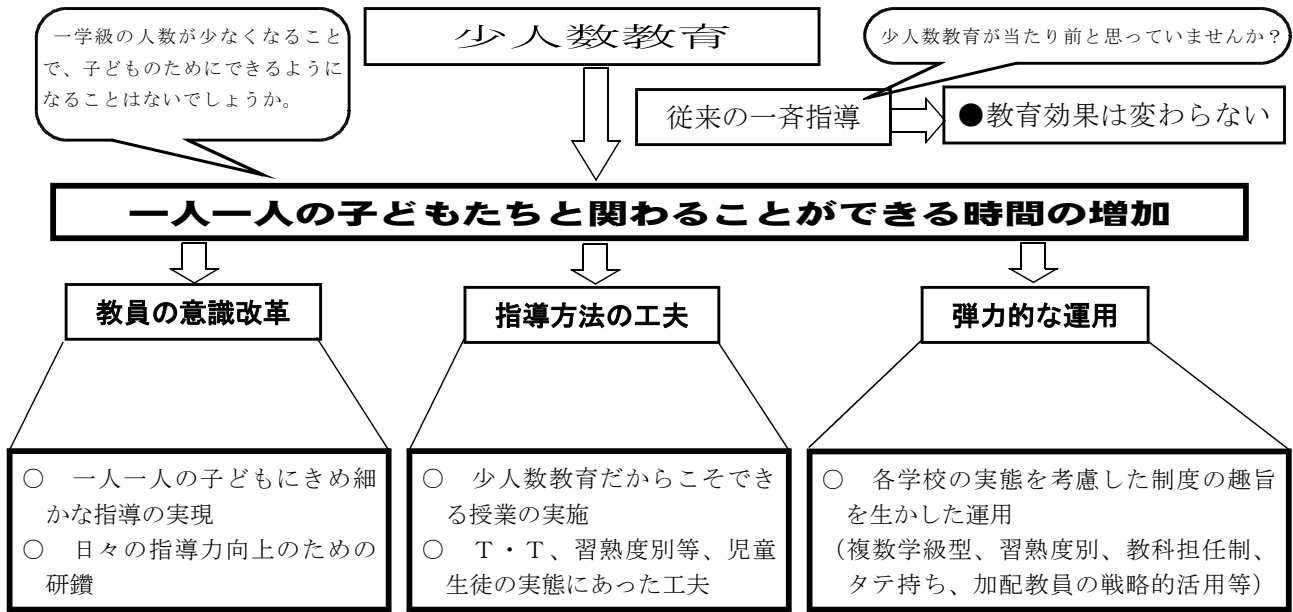 一学級の人数が少なくなること
で、子どものためにできるように
なることはないでしょうか。
少人数教育
少人数教育が当たり前と思っていませんか？
従来の一斉指導
●教育効果は変わらない
一人一人の子どもたちと関わることができる時間の増加
教員の意識改革
指導方法の工夫
弾力的な運用
○　一人一人の子どもにきめ細
かな指導の実現
○　日々の指導力向上のための
研鑽
○　少人数教育だからこそでき
る授業の実施
○　Ｔ・Ｔ、習熟度別等、児童
生徒の実態にあった工夫
○　各学校の実態を考慮した制度の趣旨
を生かした運用
（複数学級型、習熟度別、教科担任制、
タテ持ち、加配教員の戦略的活用等）